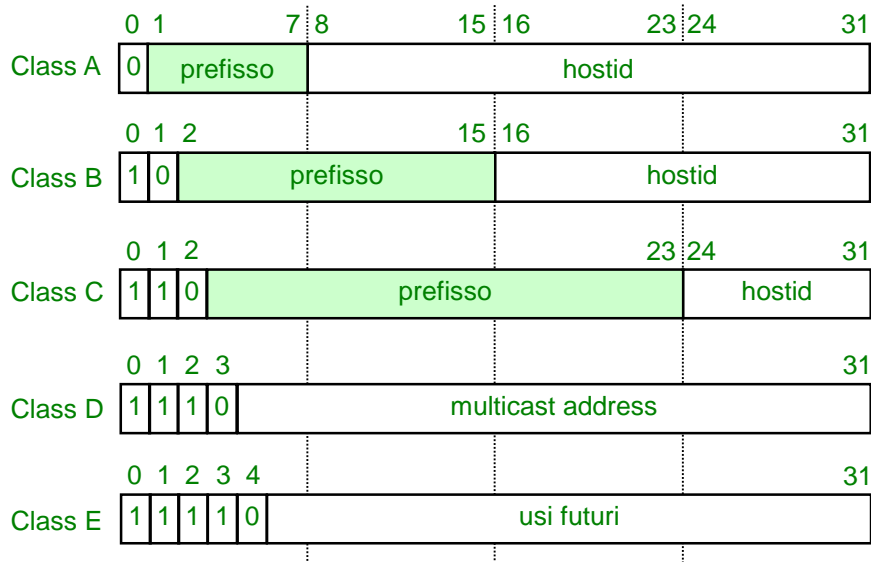 0 1 7 8 15 16 23 24 31
Class A 0 prefisso hostid
0 1 2 15 16 31
Class B 1 0 prefisso hostid
0 1 2 23 24 31
Class C 1 1 0 prefisso hostid
0 1 2 3 31
Class D 1 1 1 0 multicast address
0 1 2 3 4 31
Class E 1 1 1 1 0 usi futuri